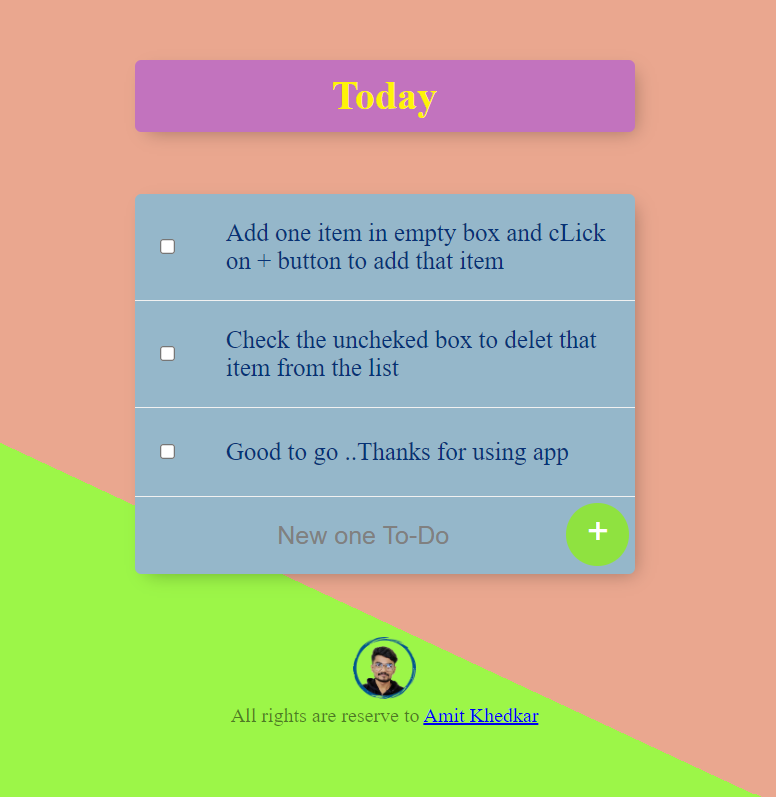 Today
Add one item in empty box and cLick
on + button to add that item
Check the uncheked box to delet that
item from the list
Good to go ..Thanks for using app
New one To-Do
+
All rights are reserve to Amit Khedkar